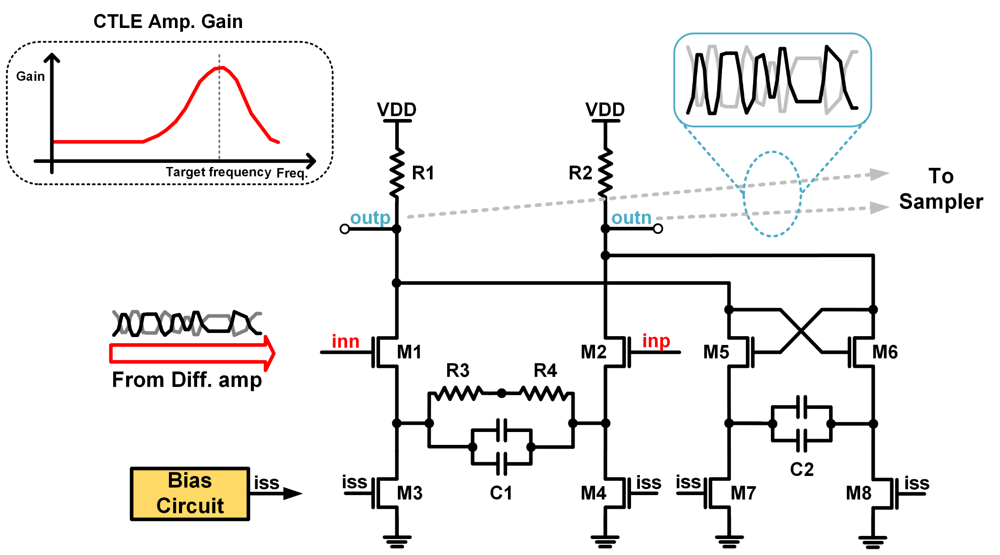 CTLE Amp. Gain
Gain
Target frequency Freq.
VDD
VDD
R1
R2
To
Sampler
outp
outn
inn
M1
M2
inp
M5
M6
From Diff. amp
R3
R4
C1
C2
Bias
Circuit
iss
iss
M3
M4
iss
iss
M7
M8
iss